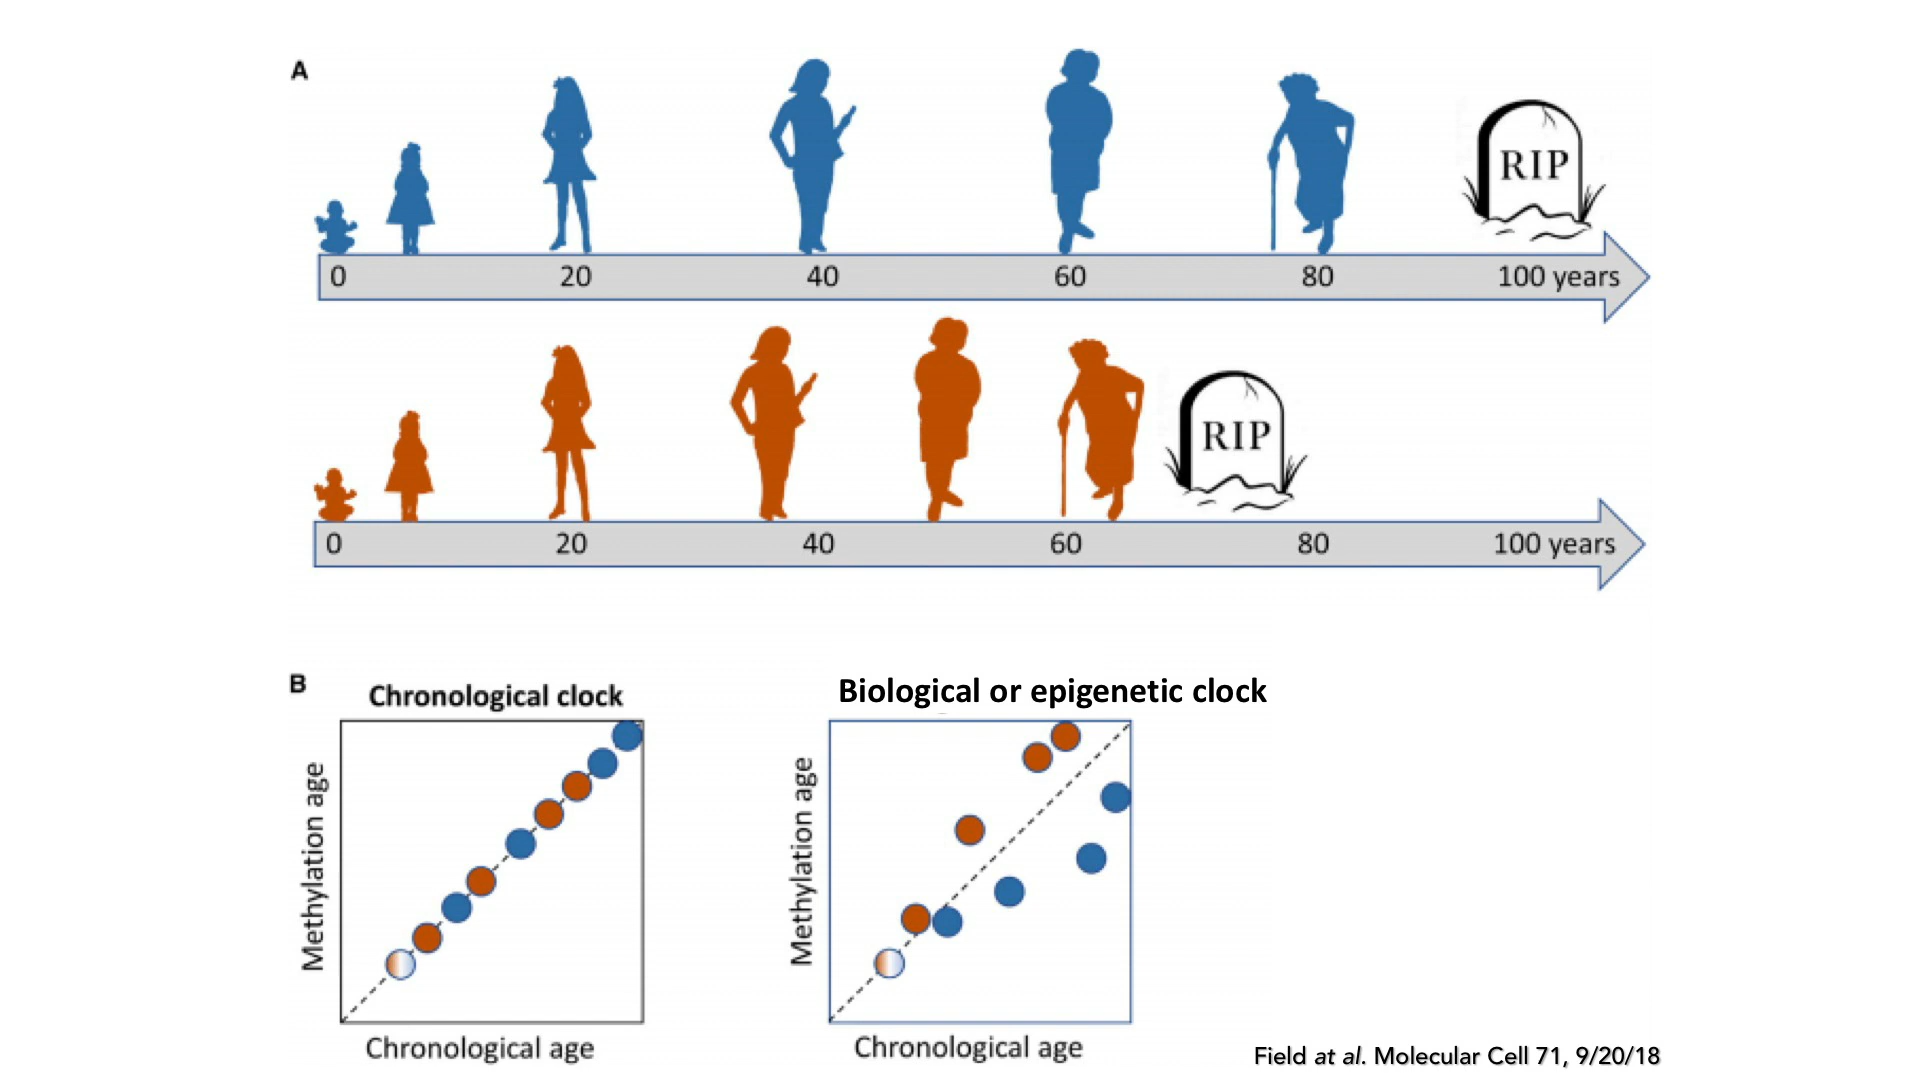 A
RIP
0 20 40 60 80 100 years
RIP
0 20 40 60 80 100 years
B
Chronological clock
Methylation age
Chronological age
Biological or epigenetic clock
Methylation age
Chronological age
Field at al. Molecular Cell 71, 9/20/18